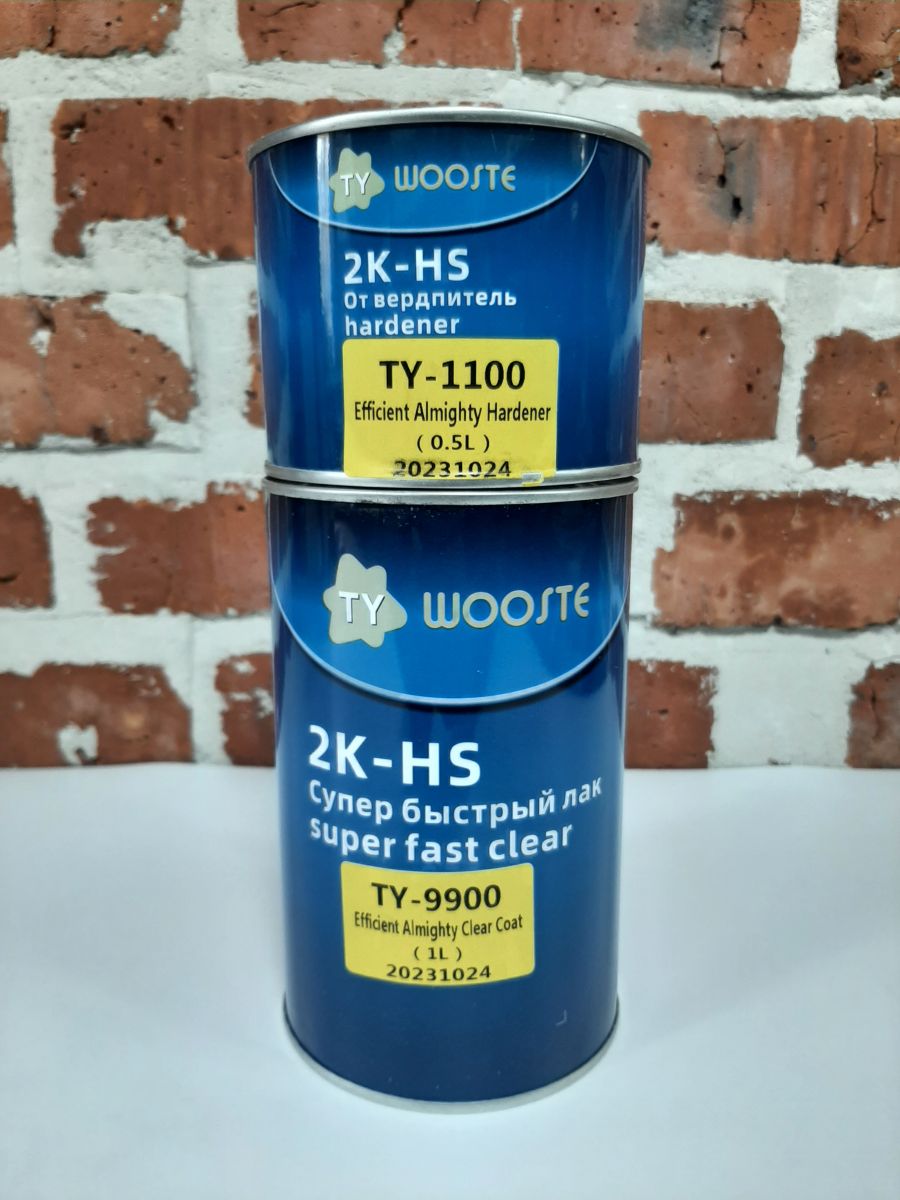 TY WOOSTE
2K-HS
От вердпитель
hardener
TY-1100
Efficient Almighty Hardener
( 0.5L )
20231024
TY WOOSTE
2K-HS
Супер быстрый лак
super fast clear
TY-9900
Efficient Almighty Clear Coat
( 1L )
20231024